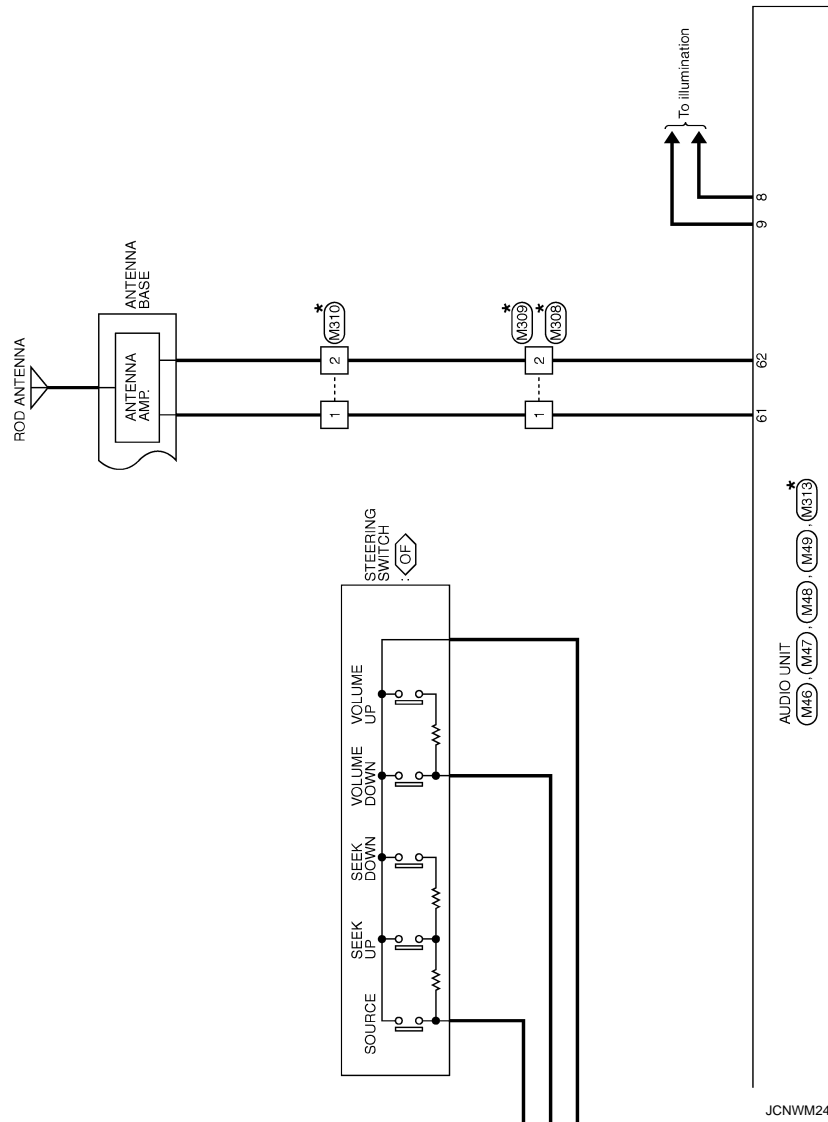 ROD ANTENNA
ANTENNA
BASE
ANTENNA
AMP.
To illumination
1
2
*
M310
1
2
*
M309
*
M308
61
62
9
8
STEERING
SWITCH
: OF
SOURCE
SEEK
UP
SEEK
DOWN
VOLUME
DOWN
VOLUME
UP
AUDIO UNIT
M46 , M47 , M48 , M49 , M313
*
JCNWM24